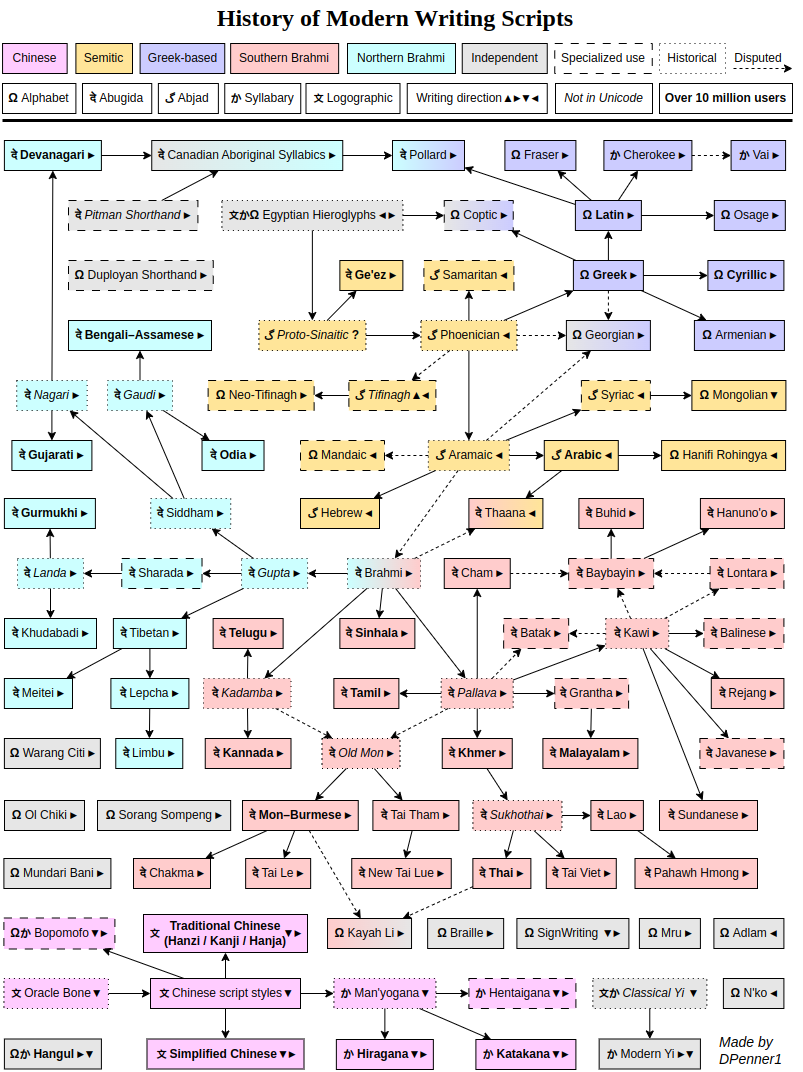 History of Modern Writing Scripts
Chinese Semitic Greek-based Southern Brahmi Northern Brahmi Independent Specialized use Historical Disputed
Ω Alphabet दे Abugida گ Abjad か Syllabary 文 Logographic Writing direction▲▶▼◀ Not in Unicode Over 10 million users
दे Devanagari ▶ दे Canadian Aboriginal Syllabics ▶ दे Pollard ▶ Ω Fraser ▶ か Cherokee ▶ か Vai ▶
दे Pitman Shorthand ▶ 文かΩ Egyptian Hieroglyphs ◀ ▶ Ω Coptic ▶ Ω Latin ▶ Ω Osage ▶
Ω Duployan Shorthand ▶ दे Ge'ez ▶ گ Samaritan ◀ Ω Greek ▶ Ω Cyrillic ▶
दे Bengali–Assamese ▶ گ Proto-Sinaitic ? گ Phoenician ◀ Ω Georgian ▶ Ω Armenian ▶
दे Nagari ▶ दे Gaudi ▶ Ω Neo-Tifinagh ▶ گ Tifinagh▲◀ گ Syriac ◀ Ω Mongolian▼
दे Gujarati ▶ दे Odia ▶ Ω Mandaic ◀ گ Aramaic ◀ گ Arabic ◀ Ω Hanifi Rohingya ◀
दे Gurmukhi ▶ दे Siddham ▶ گ Hebrew ◀ दे Thaana ◀ दे Buhid ▶ दे Hanuno'o ▶
दे Landa ▶ दे Sharada ▶ दे Gupta ▶ दे Brahmi ▶ दे Cham ▶ दे Baybayin ▶ दे Lontara ▶
दे Khudabadi ▶ दे Tibetan ▶ दे Telugu ▶ दे Sinhala ▶ दे Batak ▶ दे Kawi ▶ दे Balinese ▶
दे Meitei ▶ दे Lepcha ▶ दे Kadamba ▶ दे Tamil ▶ दे Pallava ▶ दे Grantha ▶ दे Rejang ▶
Ω Warang Citi ▶ दे Limbu ▶ दे Kannada ▶ दे Old Mon ▶ दे Khmer ▶ दे Malayalam ▶ दे Javanese ▶
Ω Ol Chiki ▶ Ω Sorang Sompeng ▶ दे Mon–Burmese ▶ दे Tai Tham ▶ दे Sukhothai ▶ दे Lao ▶ दे Sundanese ▶
Ω Mundari Bani ▶ दे Chakma ▶ दे Tai Le ▶ दे New Tai Lue ▶ दे Thai ▶ दे Tai Viet ▶ दे Pahawh Hmong ▶
Ωか Bopomofo▼▶ 文 Traditional Chinese
(Hanzi / Kanji / Hanja) ▼▶ दे Kayah Li ▶ Ω Braille ▶ Ω SignWriting ▼▶ Ω Mru ▶ Ω Adlam ◀
文 Oracle Bone▼ 文 Chinese script styles▼ か Man'yogana▼ か Hentaigana▼▶ 文か Classical Yi ▼ Ω N'ko ◀
Ωか Hangul ▶▼ 文 Simplified Chinese▼▶ か Hiragana▼▶ か Katakana▼▶ か Modern Yi ▶▼ Made by
DPenner1